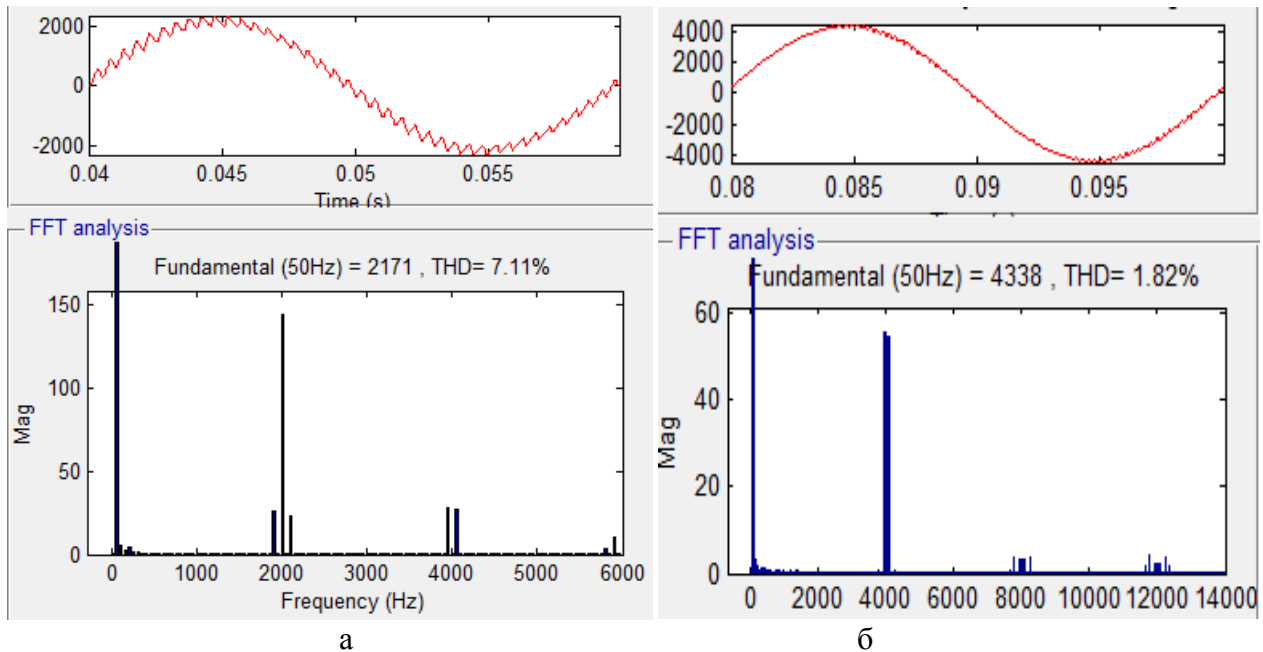 2000
0
-2000
0.04 0.045 0.05 0.055
Time (s)
FFT analysis
Fundamental (50Hz) = 2171 , THD= 7.11%
150
100
50
0
Mag
0 1000 2000 3000 4000 5000 6000
Frequency (Hz)
а
4000
2000
0
-2000
-4000
0.08 0.085 0.09 0.095
FFT analysis
Fundamental (50Hz) = 4338 , THD= 1.82%
60
40
20
0
Mag
0 2000 4000 6000 8000 10000 12000 14000
б